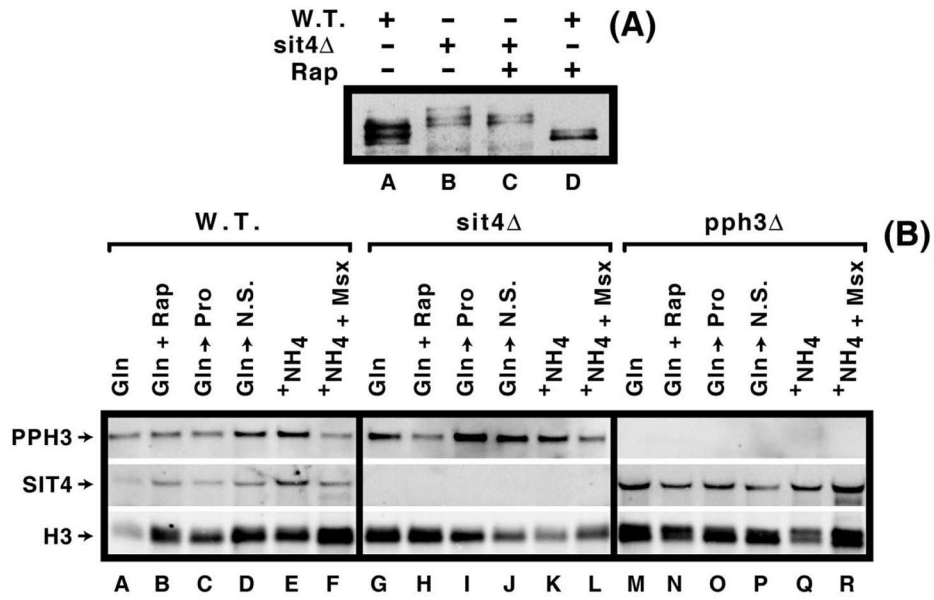 (A)
W.T. + - - +
sit4Δ - + + -
Rap - - + +
A B C D
(B)
W.T. sit4Δ pph3Δ
Gln Gln + Rap Gln → Pro Gln → N.S. +NH4 +NH4 + Msx Gln Gln + Rap Gln → Pro Gln → N.S. +NH4 +NH4 + Msx Gln Gln + Rap Gln → Pro Gln → N.S. +NH4 +NH4 + Msx
PPH3 →
SIT4 →
H3 →
A B C D E F G H I J K L M N O P Q R